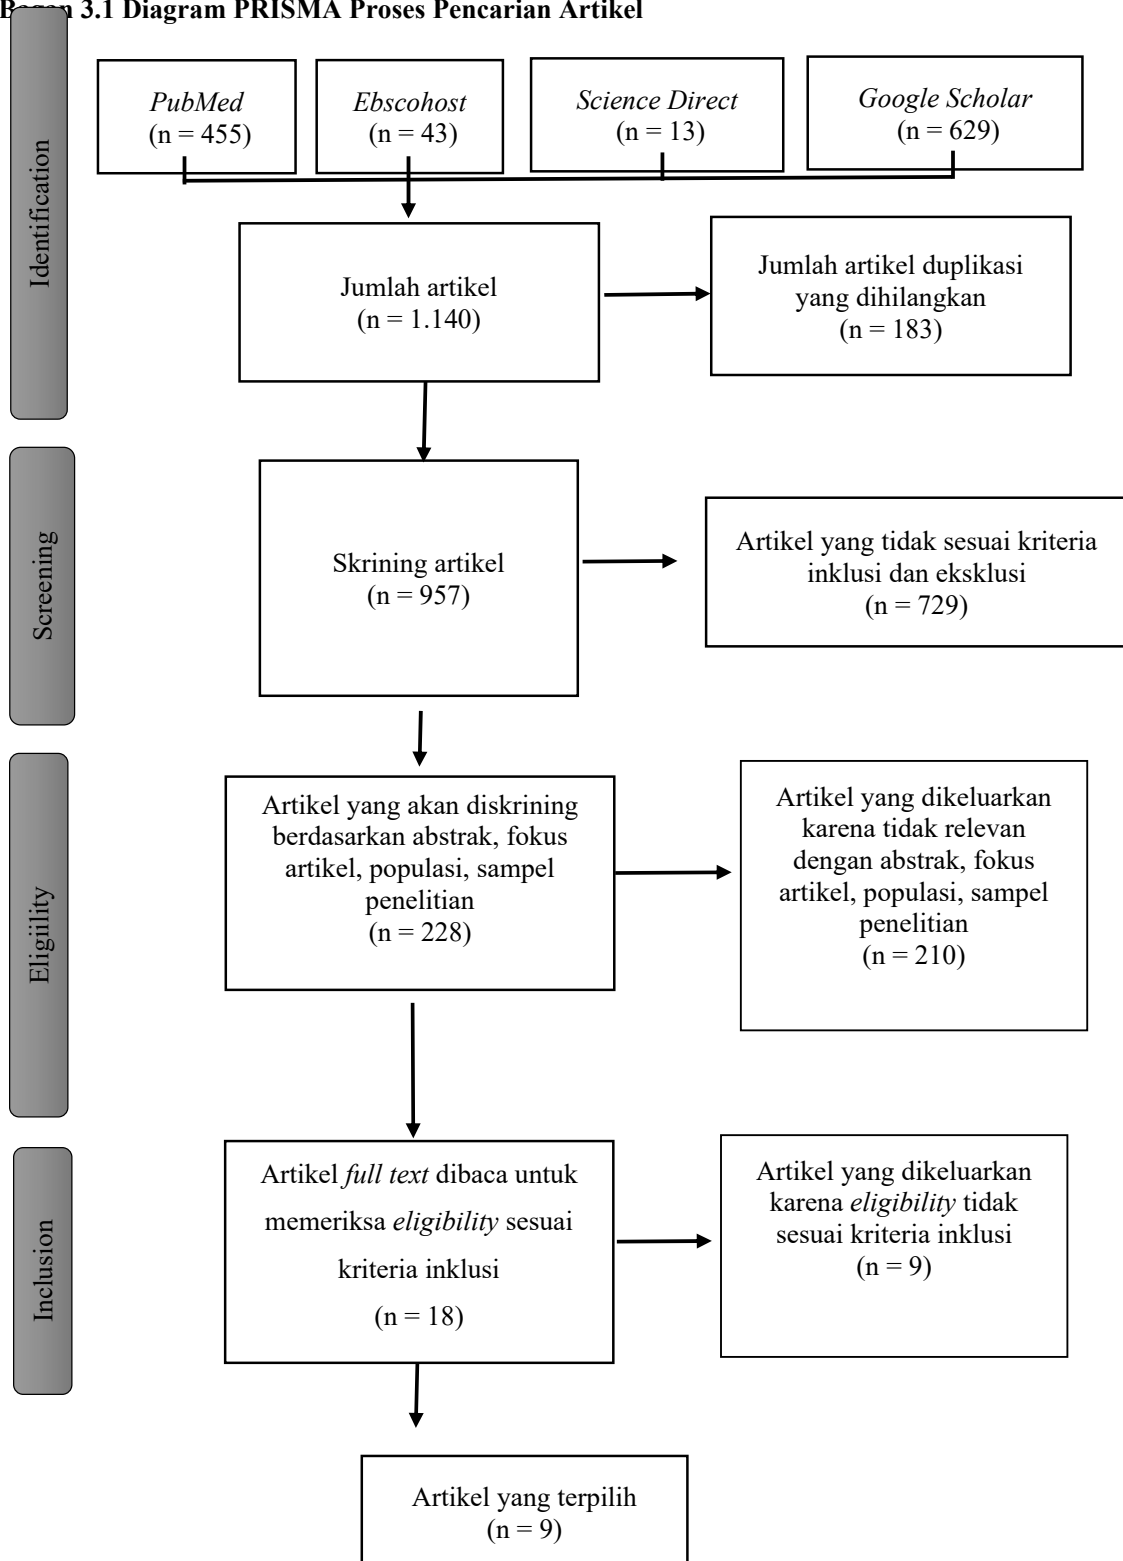 3.1 Diagram PRISMA Proses Pencarian Artikel
Identification
PubMed
(n = 455)
Ebscohost
(n = 43)
Science Direct
(n = 13)
Google Scholar
(n = 629)
Jumlah artikel
(n = 1.140)
Jumlah artikel duplikasi
yang dihilangkan
(n = 183)
Screening
Skrining artikel
(n = 957)
Artikel yang tidak sesuai kriteria
inklusi dan eksklusi
(n = 729)
Eligiility
Artikel yang akan diskrining
berdasarkan abstrak, fokus
artikel, populasi, sampel
penelitian
(n = 228)
Artikel yang dikeluarkan
karena tidak relevan
dengan abstrak, fokus
artikel, populasi, sampel
penelitian
(n = 210)
Inclusion
Artikel full text dibaca untuk
memeriksa eligibility sesuai
kriteria inklusi
(n = 18)
Artikel yang dikeluarkan
karena eligibility tidak
sesuai kriteria inklusi
(n = 9)
Artikel yang terpilih
(n = 9)